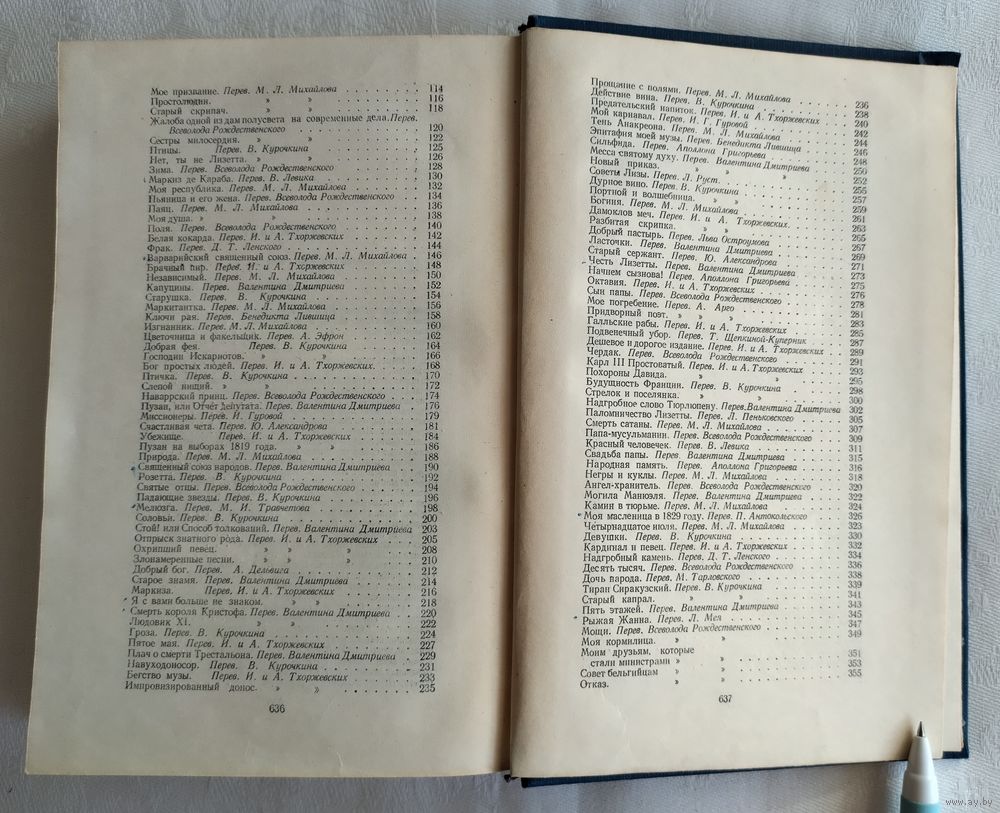 Мое призвание. Перев. М. Л. Михайлова 114
Простолюдин. » » 116
Старый скрипач. » » 118
Жалоба одной из дам полусвета на современные дела. Перев.
Всеволода Рождественского 120
Сестры милосердия. » » 122
Птицы. Перев. В. Курочкина 125
Нет, ты не Лизетта. » » 126
Зима. Перев. Всеволода Рождественского 128
Маркиз де Караба. Перев. В. Левика 130
Моя республика. Перев. М. Л. Михайлова 132
Пьяница и его жена. Перев. Всеволода Рождественского 134
Паяц. Перев. М. Л. Михайлова 136
Моя душа. » » 138
Поля. Перев. Всеволода Рождественского 140
Белая кокарда. Перев. И. и А. Тхоржевских 142
Фрак. Перев. Д. Т. Ленского 144
Варварийский священный союз. Перев. М. Л. Михайлова 146
Брачный пир. Перев. И. и А. Тхоржевских 148
Независимый. Перев. М. Л. Михайлова 150
Капуцины. Перев. Валентина Дмитриева 152
Старушка. Перев. В. Курочкина 154
Маркитантка. Перев. М. Л. Михайлова 156
Ключи рая. Перев. Бенедикта Лившица 158
Изгнанник. Перев. М. Л. Михайлова 160
Цветочница и факельщик. Перев. А. Эфрон 162
Добрая фея. Перев. В. Курочкина 164
Господин Искариотов. » » 166
Бог простых людей. Перев. И. и А. Тхоржевских. 168
Птичка. Перев. В. Курочкина 170
Слепой нищий. » » 172
Наваррский принц. Перев. Всеволода Рождественского 174
Пузан, или Отчёт депутата. Перев. Валентина Дмитриева 176
Миссионеры. Перев. И. Гуровой 179
Счастливая чета. Перев. Ю. Александрова 181
Убежище. Перев. И. и А. Тхоржевских 184
Пузан на выборах 1819 года. » » 186
Природа. Перев. М. Л. Михайлова 188
Священный союз народов. Перев. Валентина Дмитриева 190
Розетта. Перев. В. Курочкина 192
Святые отцы. Перев. Всеволода Рождественского 194
Падающие звезды. Перев. В. Курочкина 196
Мелюзга. Перев. М. И. Травчетова 198
Соловьи. Перев. В. Курочкина 200
Стой! или Способ толкований. Перев. Валентина Дмитриева 203
Отпрыск знатного рода. Перев. И. и А. Тхоржевских 205
Охрипший певец. » » 208
Злонамеренные песни. » » 210
Добрый бог. Перев. А. Дельвига 212
Старое знамя. Перев. Валентина Дмитриева 214
Маркиза. Перев. И. и А. Тхоржевских 216
Я с вами больше не знаком. » » 218
Смерть короля Кристофа. Перев. Валентина Дмитриева 220
Людовик XI. » » 222
Гроза. Перев. В. Курочкина 224
Пятое мая. Перев. И. и А. Тхоржевских 227
Плач о смерти Трестальона. Перев. Валентина Дмитриева 229
Навуходоносор. Перев. В. Курочкина 231
Бегство музы. Перев. И. и А. Тхоржевских 233
Импровизированный донос. » » 235
636
Прощание с полями. Перев. М. Л. Михайлова 236
Действие вина. Перев. В. Курочкина 238
Предательский напиток. Перев. И. и А. Тхоржевских 240
Мой карнавал. Перев. И. Г. Гуровой 242
Тень Анакреона. Перев. М. Л. Михайлова 244
Эпитафия моей музы. Перев. Бенедикта Лившица 246
Сильфида. Перев. Аполлона Григорьева 248
Месса святому духу. Перев. Валентина Дмитриева 250
Новый приказ. » » 252
Советы Лизы. Перев. Л. Руст 255
Дурное вино. Перев. В. Курочкина 257
Портной и волшебница. » » 259
Богиня. Перев. М. Л. Михайлова 261
Дамоклов меч. Перев. И. и А. Тхоржевских. 263
Разбитая скрипка. » » 265
Добрый пастырь. Перев. Льва Остроумова 267
Ласточки. Перев. Валентина Дмитриева 269
Старый сержант. Перев. Ю. Александрова 271
Честь Лизетты. Перев. Валентина Дмитриева 273
Начнем сызнова! Перев. Аполлона Григорьева 275
Октавия. Перев. И. и А. Тхоржевских 276
Сын папы. Перев. Всеволода Рождественского 278
Мое погребение. Перев. А. Арго 281
Придворный повт. » » 283
Галльские рабы. Перев. И. и А. Тхоржевских 285
Подвенечный убор. Перев. Т. Щепкиной-Куперник 287
Дешевое и дорогое издание. Перев. И. и А. Тхоржевских 289
Чердак. Перев. Всеволода Рождественского 291
Карл III Простоватый. Перев. И. и А. Тхоржевских 293
Похороны Давида. » » 295
Будущность Франции. Перев. В. Курочкина 298
Стрелок и поселянка. » » 300
Надгробное слово Тюрлюпену. Перев. Валентина Дмитриева 302
Паломничество Лизетты. Перев. Л. Пеньковского 305
Смерть сатаны. Перев. М. Л. Михайлова 307
Папа-мусульманин. Перев. Всеволода Рождественского 309
Красный человечек. Перев. В. Левика 311
Свадьба папы. Перев. Валентина Дмитриева 315
Народная память. Перев. Аполлона Григорьева 316
Негры и куклы. Перев. М. Л. Михайлова 318
Ангел-хранитель. Перев. Всеволода Рождественского 320
Могила Манюэля. Перев. Валентина Дмитриева 322
Камин в тюрьме. Перев. М. Л. Михайлова 324
Моя масленица в 1829 году. Перев. П. Антокольского 325
Четырнадцатое июля. Перев. М. Л. Михайлова 328
Девушки. Перев. В. Курочкина 330
Кардинал и певец. Перев. И. и А. Тхоржевских 332
Надгробный камень. Перев. Д. Т. Ленского 334
Десять тысяч. Перев. Всеволода Рождественского 336
Дочь народа. Перев. М. Тарловского 338
Тиран Сиракузский. Перев. В. Курочкина 339
Старый капрал. » » 341
Пять этажей. Перев. Валентина Дмитриева 343
Рыжая Жанна. Перев. Л. Мея 345
Мощи. Перев. Всеволода Рождественского 347
Моя кормилица. » » 349
Моим друзьям, которые
стали министрами » » 351
Совет бельгийцам » » 353
Отказ. » » 355
637
www.ay.by